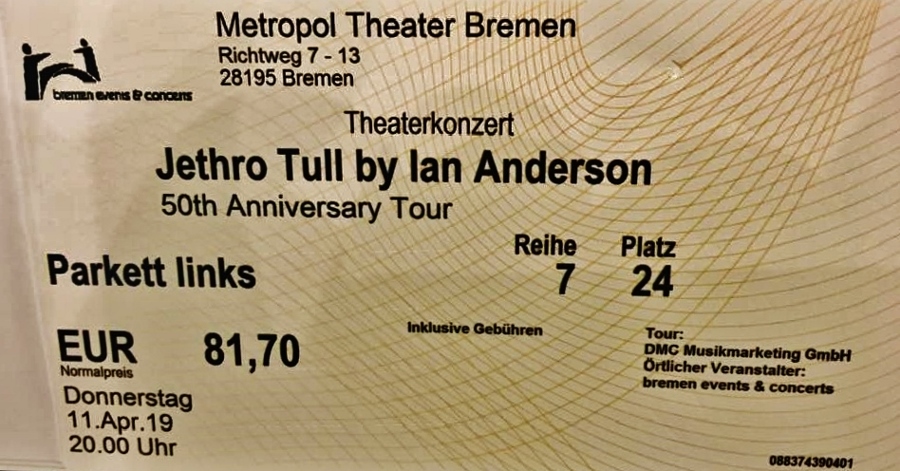 Metropol Theater Bremen
Richtweg 7 - 13
28195 Bremen
bremen events & concerts
Theaterkonzert
Jethro Tull by Ian Anderson
50th Anniversary Tour
Reihe Platz
Parkett links 7 24
Inklusive Gebühren
EUR 81,70
Normalpreis
Tour:
DMC Musikmarketing GmbH
Örtlicher Veranstalter:
bremen events & concerts
Donnerstag
11.Apr.19
20.00 Uhr
088374390401